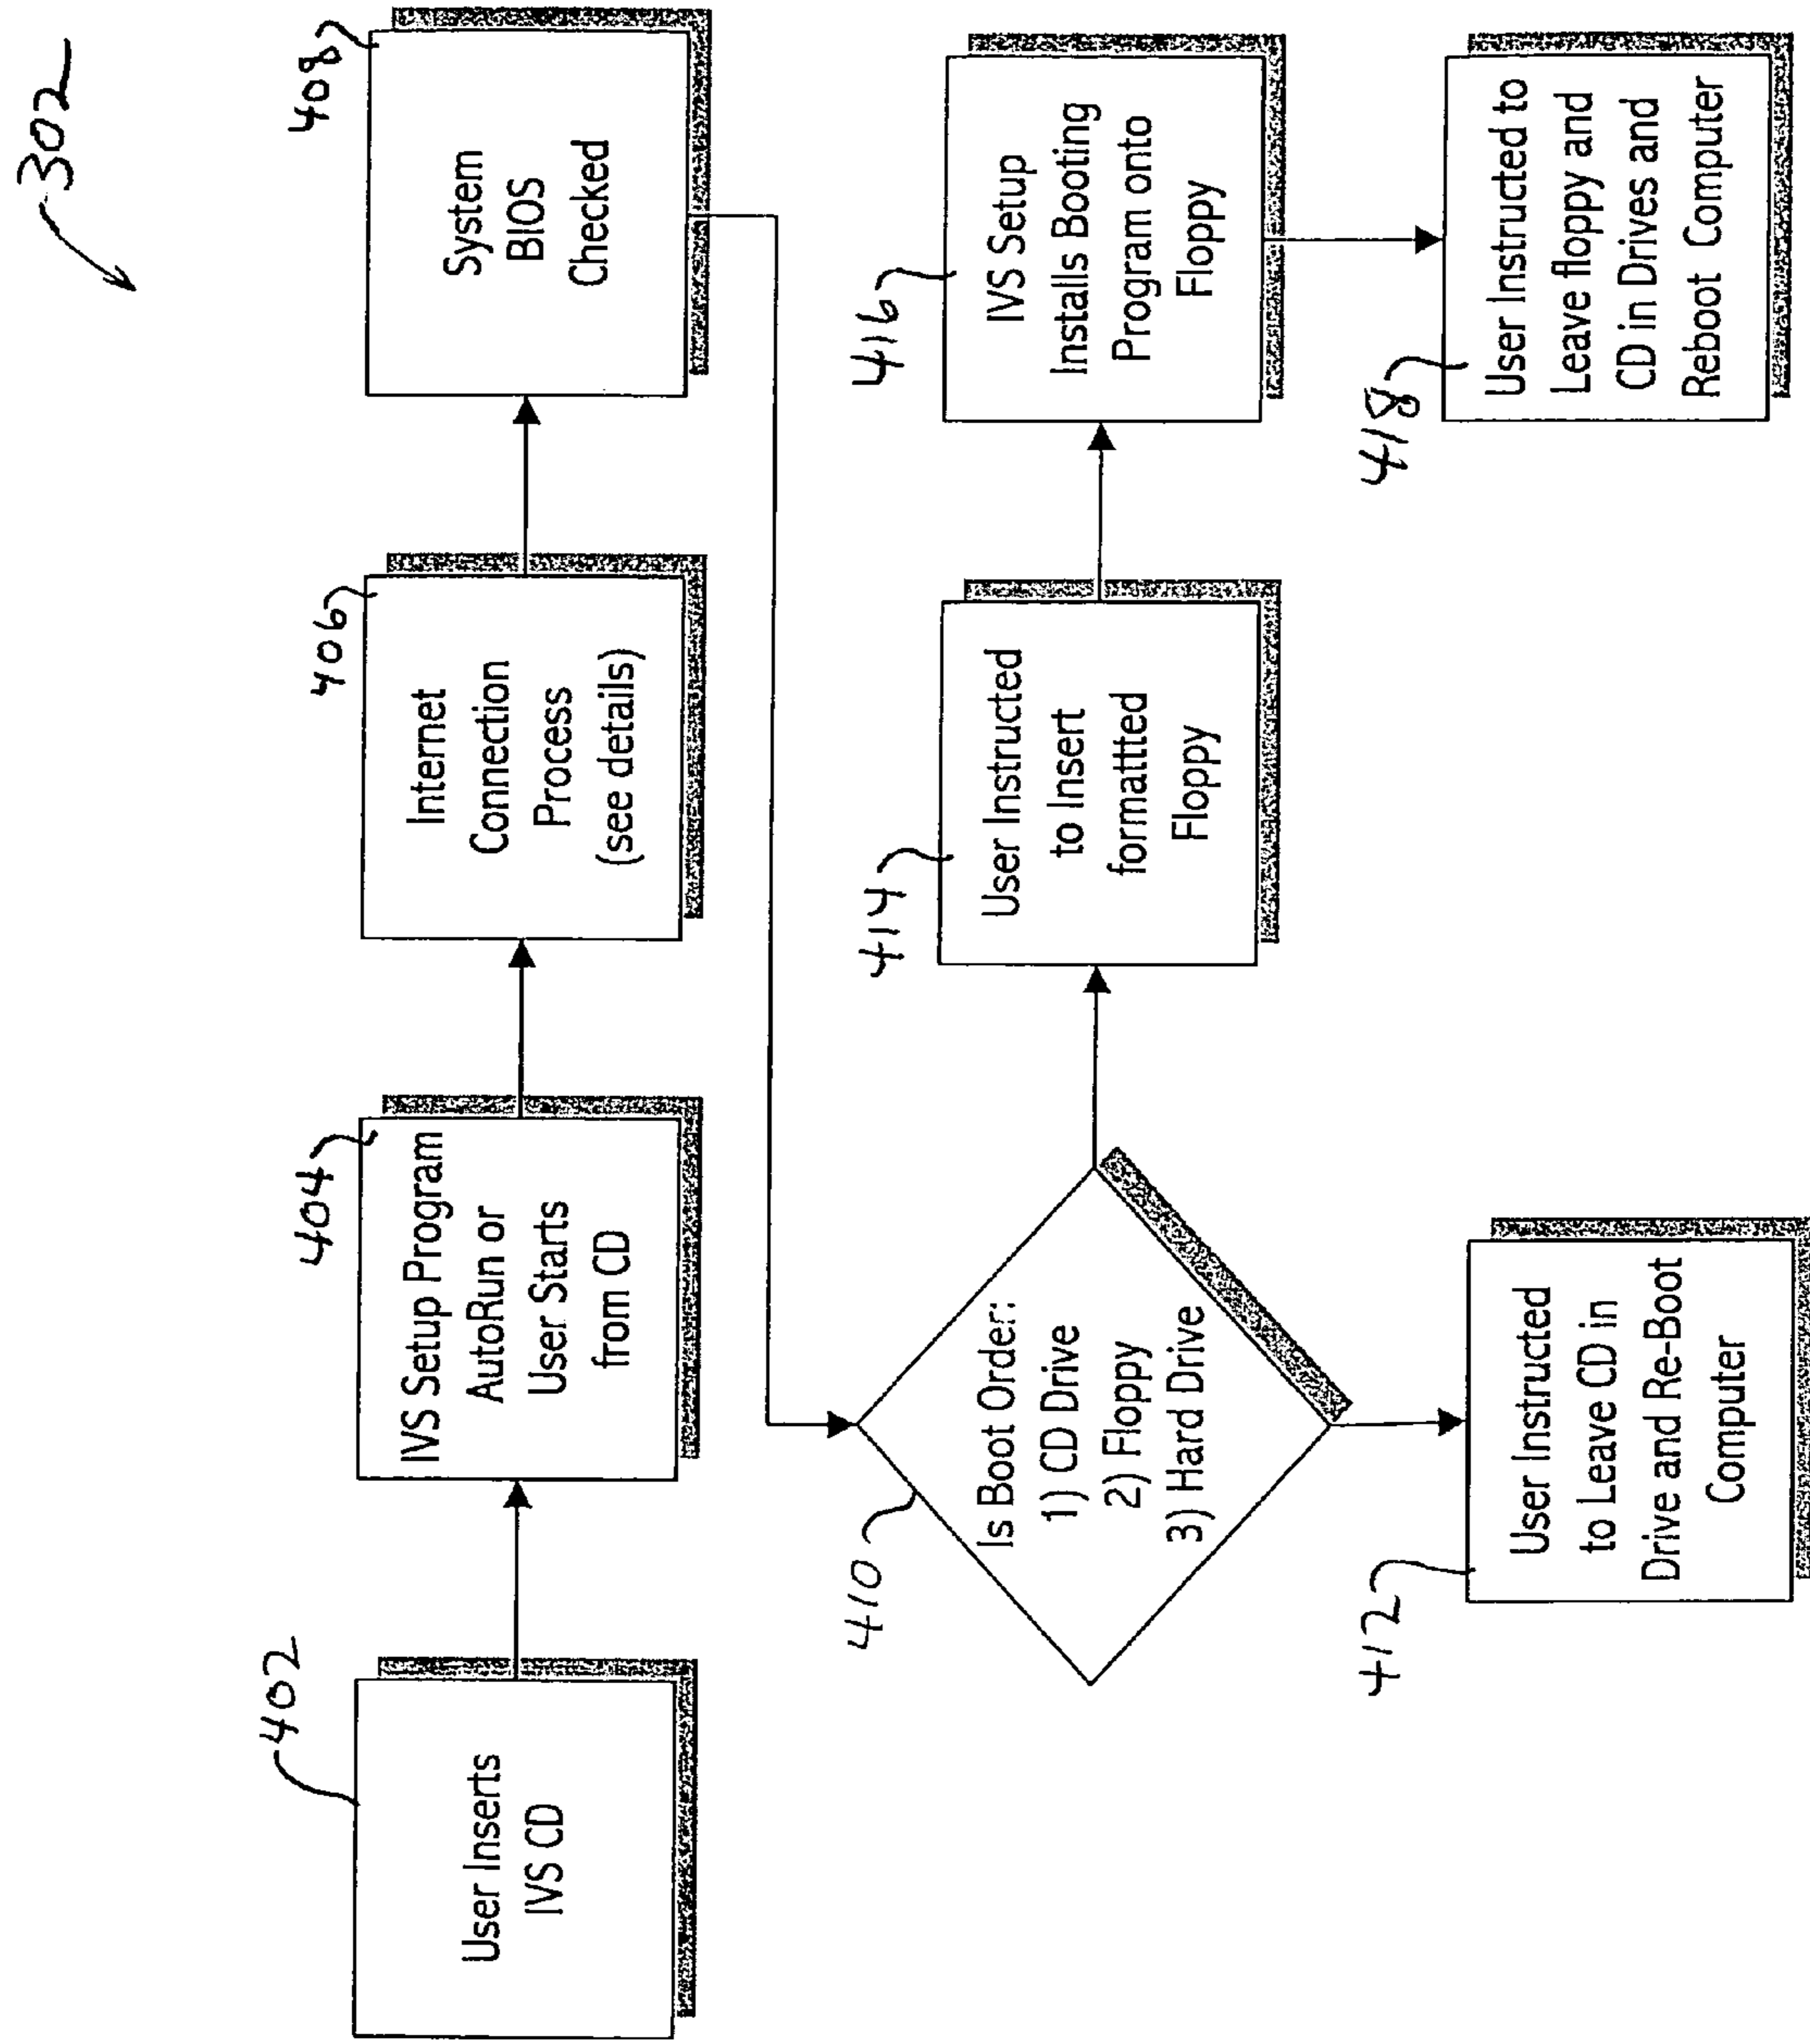 302
402
User Inserts
IVS CD
404
IVS Setup Program
AutoRun or
User Starts
from CD
406
Internet
Connection
Process
(see details)
408
System
BIOS
Checked
410
Is Boot Order:
1) CD Drive
2) Floppy
3) Hard Drive
412
User Instructed
to Leave CD in
Drive and Re-Boot
Computer
414
User Instructed
to Insert
formattted
Floppy
416
IVS Setup
Installs Booting
Program onto
Floppy
418
User Instructed to
Leave floppy and
CD in Drives and
Reboot Computer